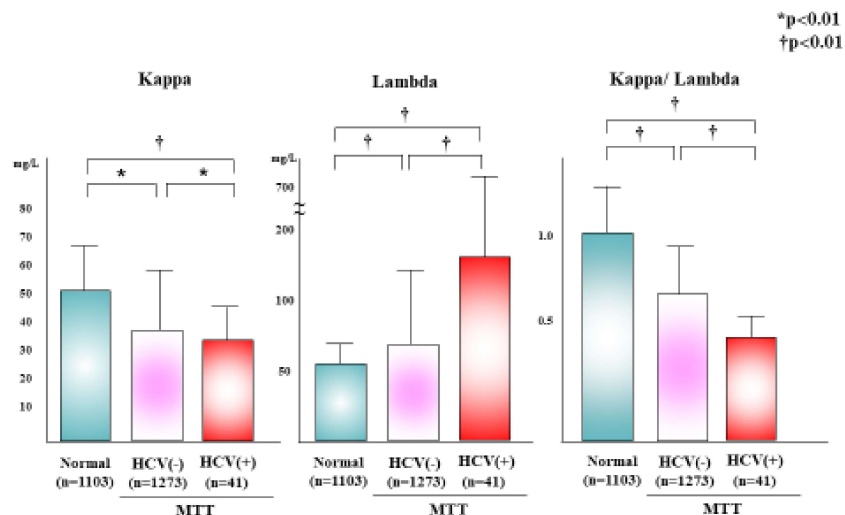 *p<0.01
†p<0.01
Kappa
†
*
*
mg/L
80
70
60
50
40
30
20
10
Normal
(n=1103)
HCV(-)
(n=1273)
HCV(+)
(n=41)
MTT
Lambda
†
†
†
mg/L
700
≈
200
100
50
Normal
(n=1103)
HCV(-)
(n=1273)
HCV(+)
(n=41)
MTT
Kappa/ Lambda
†
†
†
1.0
0.5
Normal
(n=1103)
HCV(-)
(n=1273)
HCV(+)
(n=41)
MTT